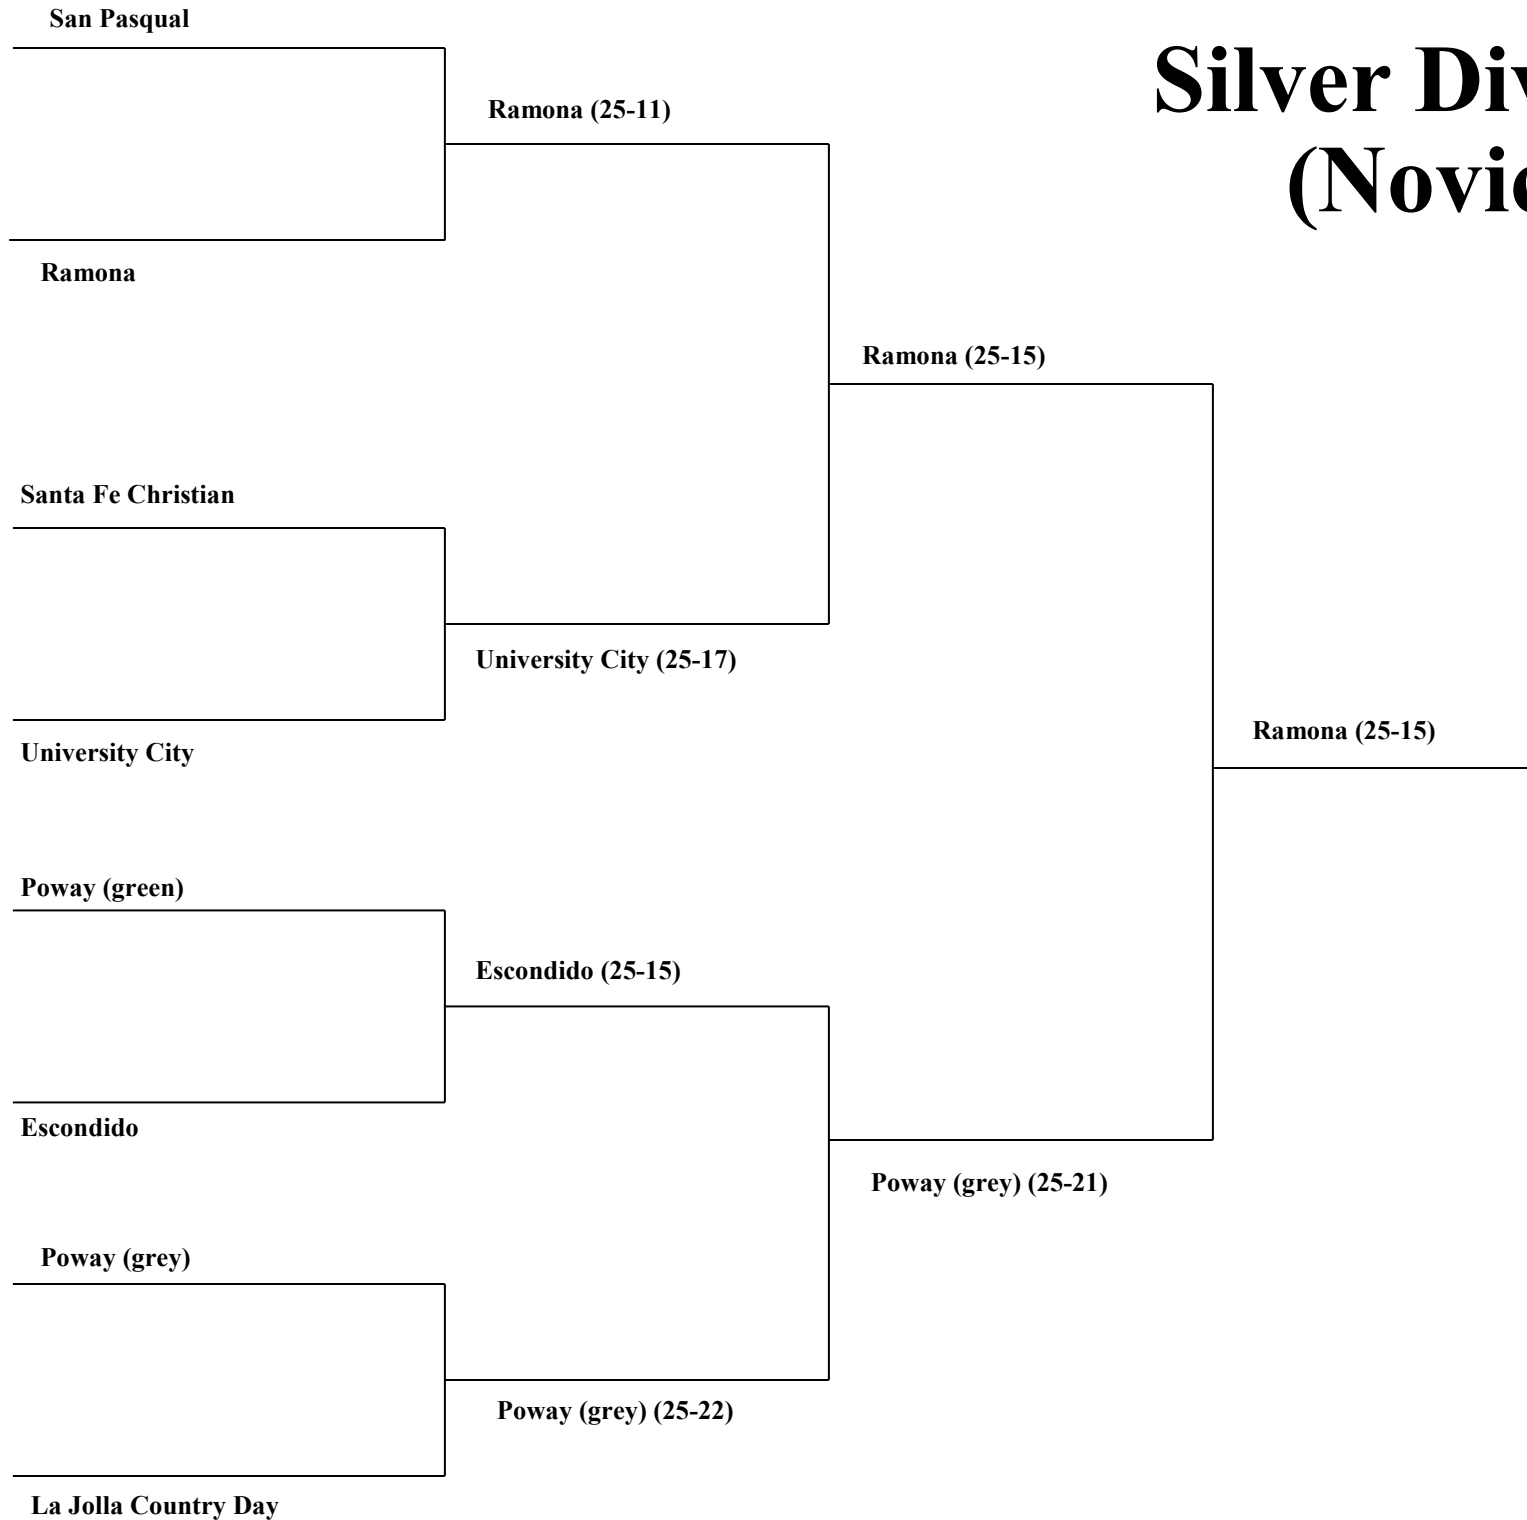 San Pasqual
Silver Div
(Novic
Ramona (25-11)
Ramona
Ramona (25-15)
Santa Fe Christian
University City (25-17)
Ramona (25-15)
University City
Poway (green)
Escondido (25-15)
Escondido
Poway (grey) (25-21)
Poway (grey)
Poway (grey) (25-22)
La Jolla Country Day